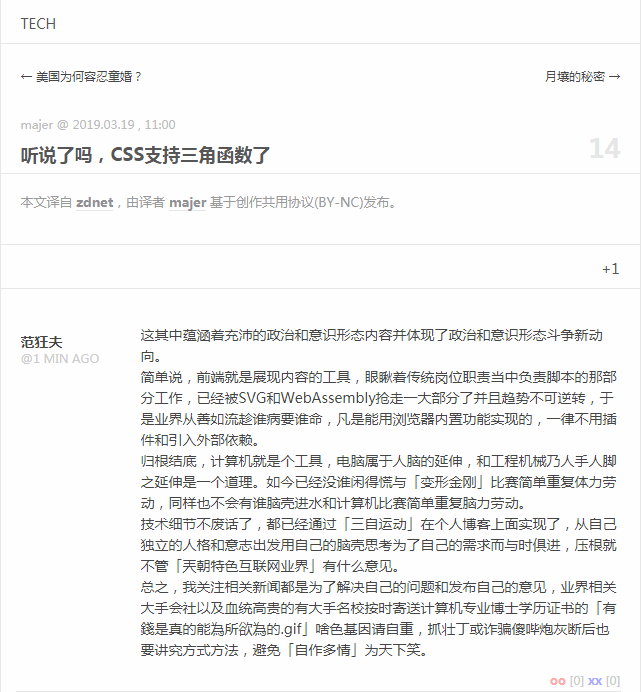 TECH
← 美国为何容忍童婚？
月壤的秘密 →
majer @ 2019.03.19 , 11:00
14
听说了吗，CSS支持三角函数了
本文译自 zdnet，由译者 majer 基于创作共用协议(BY-NC)发布。
+1
范狂夫
@1 MIN AGO
这其中蕴涵着充沛的政治和意识形态内容并体现了政治和意识形态斗争新动
向。
简单说，前端就是展现内容的工具，眼瞅着传统岗位职责当中负责脚本的那部
分工作，已经被SVG和WebAssembly抢走一大部分了并且趋势不可逆转，于
是业界从善如流趁谁病要谁命，凡是能用浏览器内置功能实现的，一律不用插
件和引入外部依赖。
归根结底，计算机就是个工具，电脑属于人脑的延伸，和工程机械乃人手人脚
之延伸是一个道理。如今已经没谁闲得慌与「变形金刚」比赛简单重复体力劳
动，同样也不会有谁脑壳进水和计算机比赛简单重复脑力劳动。
技术细节不废话了，都已经通过「三自运动」在个人博客上面实现了，从自己
独立的人格和意志出发用自己的脑壳思考为了自己的需求而与时俱进，压根就
不管「天朝特色互联网业界」有什么意见。
总之，我关注相关新闻都是为了解决自己的问题和发布自己的意见，业界相关
大手会社以及血统高贵的有大手名校按时寄送计算机专业博士学历证书的「有
錢是真的能為所欲為的.gif」啥色基因请自重，抓壮丁或诈骗傻哔炮灰断后也
要讲究方式方法，避免「自作多情」为天下笑。
oo [0] xx [0]